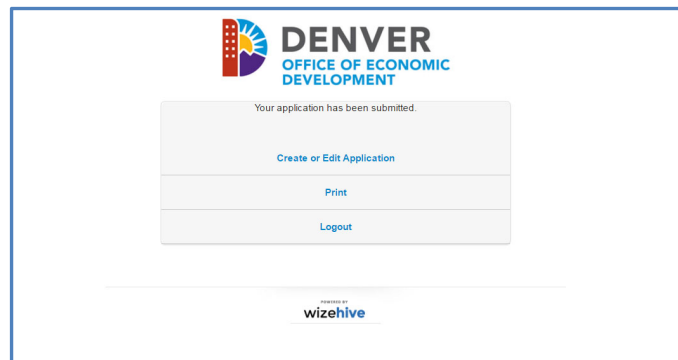 DENVER
OFFICE OF ECONOMIC
DEVELOPMENT
Your application has been submitted.
Create or Edit Application
Print
Logout
POWERED BY
wizehive